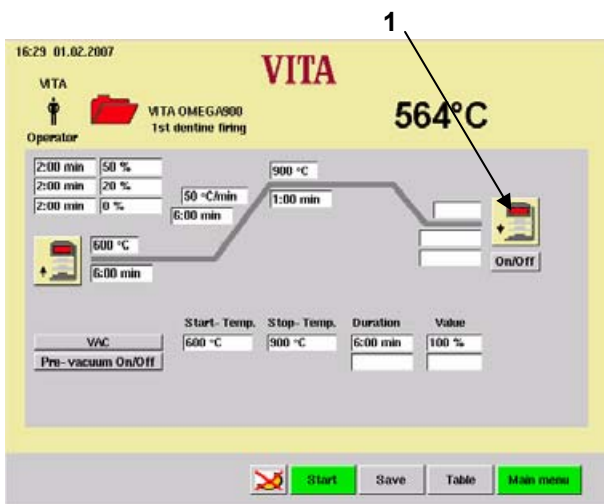 1
16:29 01.02.2007
VITA
VITA
Operator
VITA OMEGA900
1st dentine firing
564°C
2:00 min 50 %
2:00 min 20 %
2:00 min 0 %
50 °C/min
6:00 min
900 °C
1:00 min
600 °C
6:00 min
On/Off
Start-Temp. Stop-Temp. Duration Value
VAC 600 °C 900 °C 6:00 min 100 %
Pre-vacuum On/Off
Start Save Table Main menu